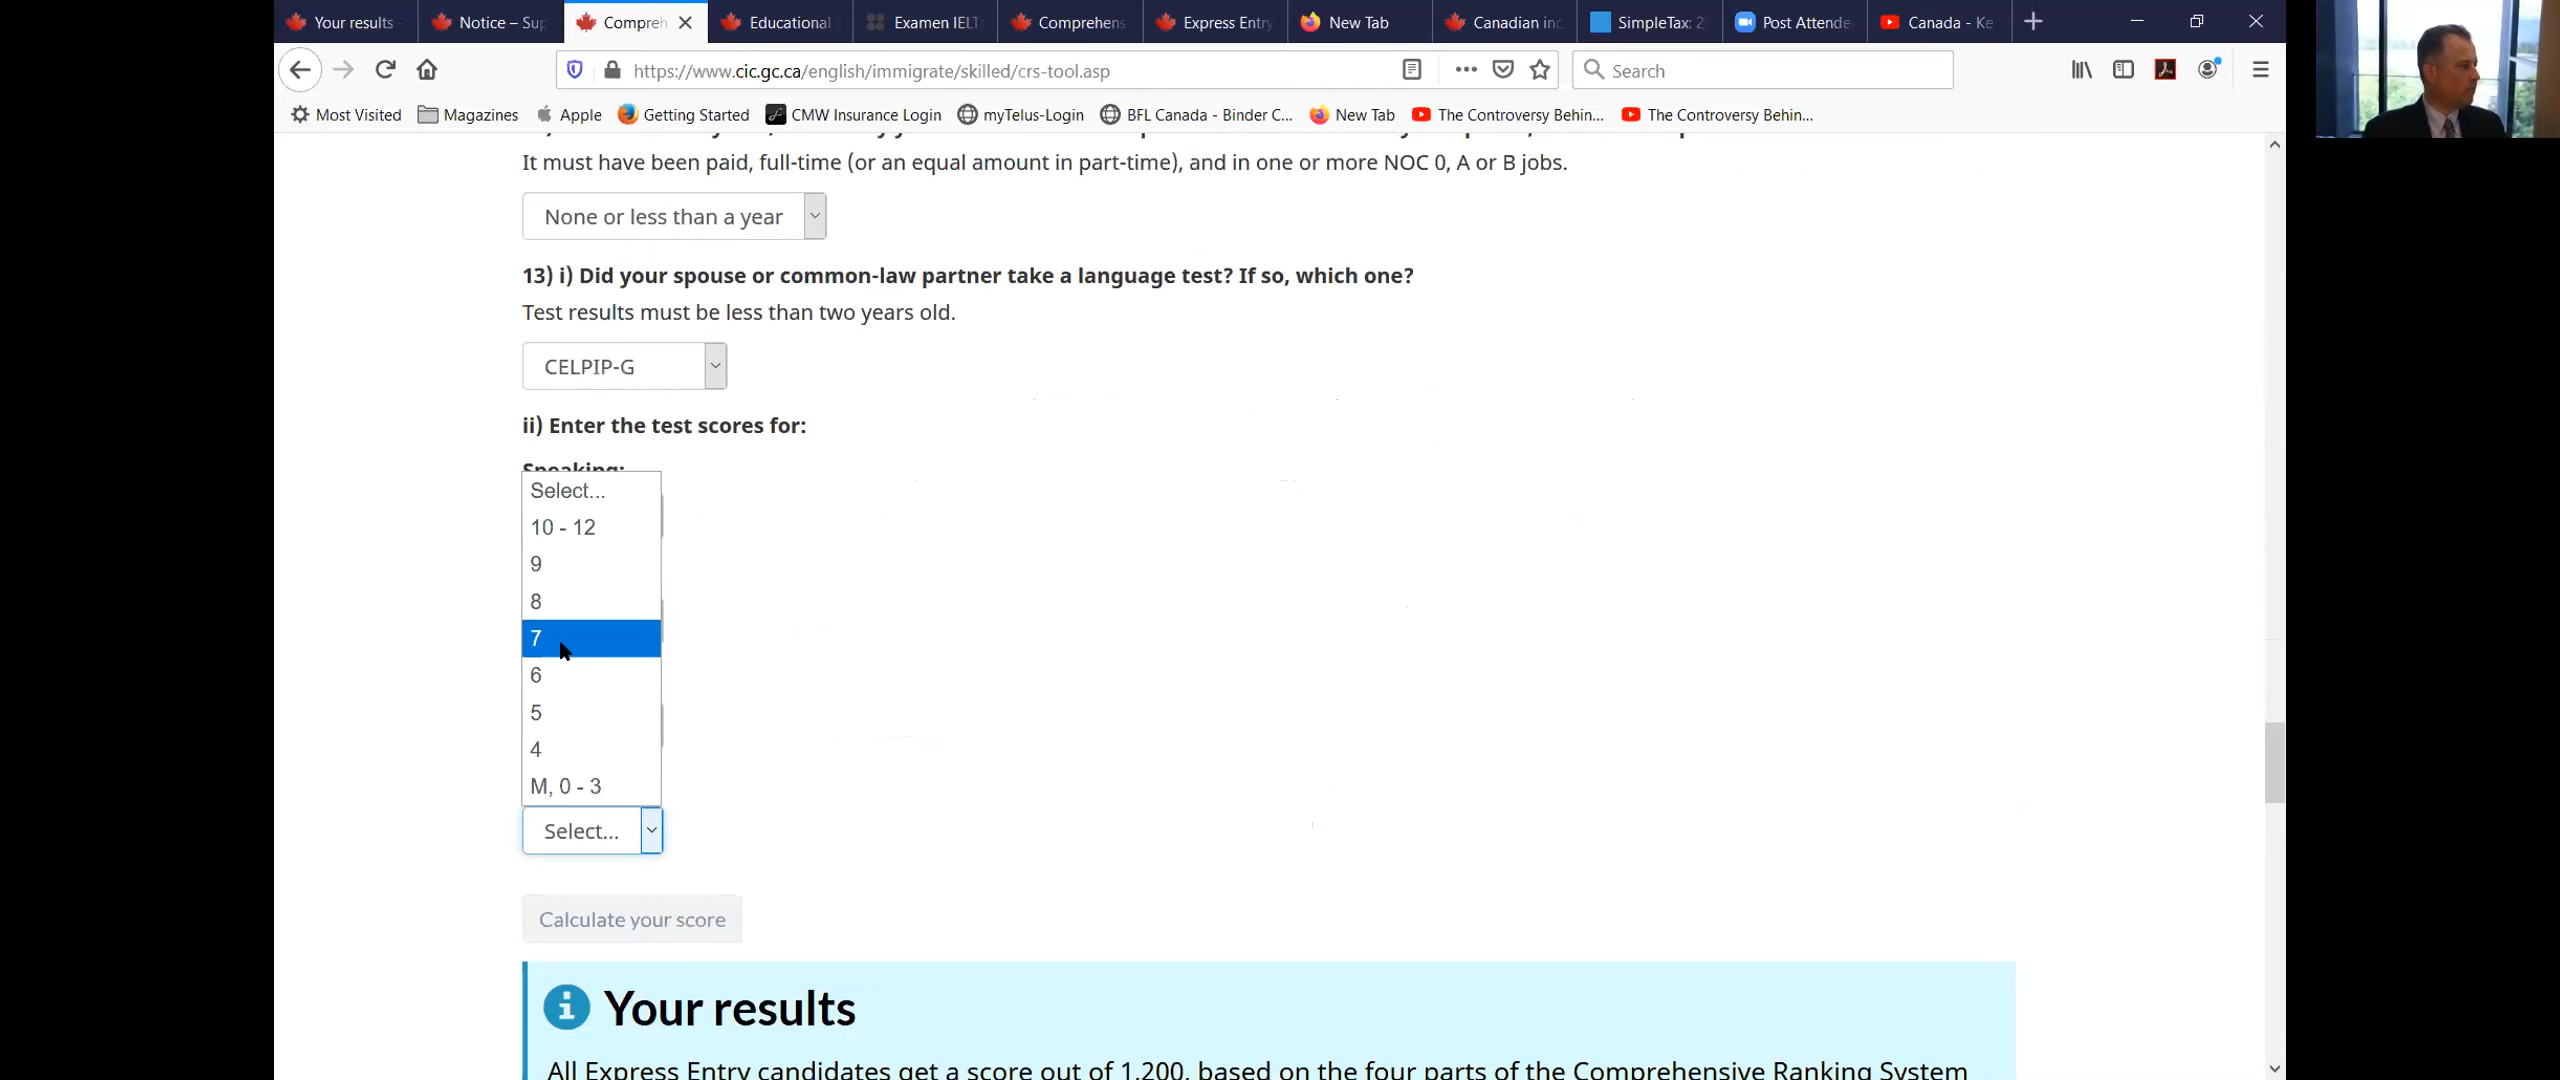 Your results
Notice – Sup
Compreh
Educational
Examen IELT
Comprehens
Express Entry
New Tab
Canadian inc
SimpleTax: 2
Post Attende
Canada - Ke
https://www.cic.gc.ca/english/immigrate/skilled/crs-tool.asp
Search
Most Visited
Magazines
Apple
Getting Started
CMW Insurance Login
myTelus-Login
BFL Canada - Binder C...
New Tab
The Controversy Behin...
The Controversy Behin...
It must have been paid, full-time (or an equal amount in part-time), and in one or more NOC 0, A or B jobs.
None or less than a year
13) i) Did your spouse or common-law partner take a language test? If so, which one?
Test results must be less than two years old.
CELPIP-G
ii) Enter the test scores for:
Speaking:
Select...
10 - 12
9
8
7
6
5
4
M, 0 - 3
Select...
Calculate your score
Your results
All Express Entry candidates get a score out of 1,200, based on the four parts of the Comprehensive Ranking System